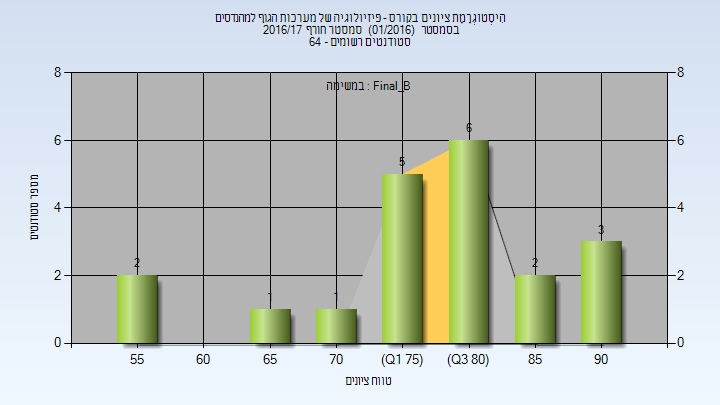 היסטוגרמת ציונים בקורס - פיזיולוגיה של מערכות הגוף למהנדסים
בסמסטר (01/2016) סמסטר חורף 2016/17
סטודנטים רשומים - 64
במשימה : Final_B
8 8
6 6
4 4
2 2
0 0
מספר סטודנטים
2 1 1 5 6 2 3
55 60 65 70 (Q1 75) (Q3 80) 85 90
טווח ציונים